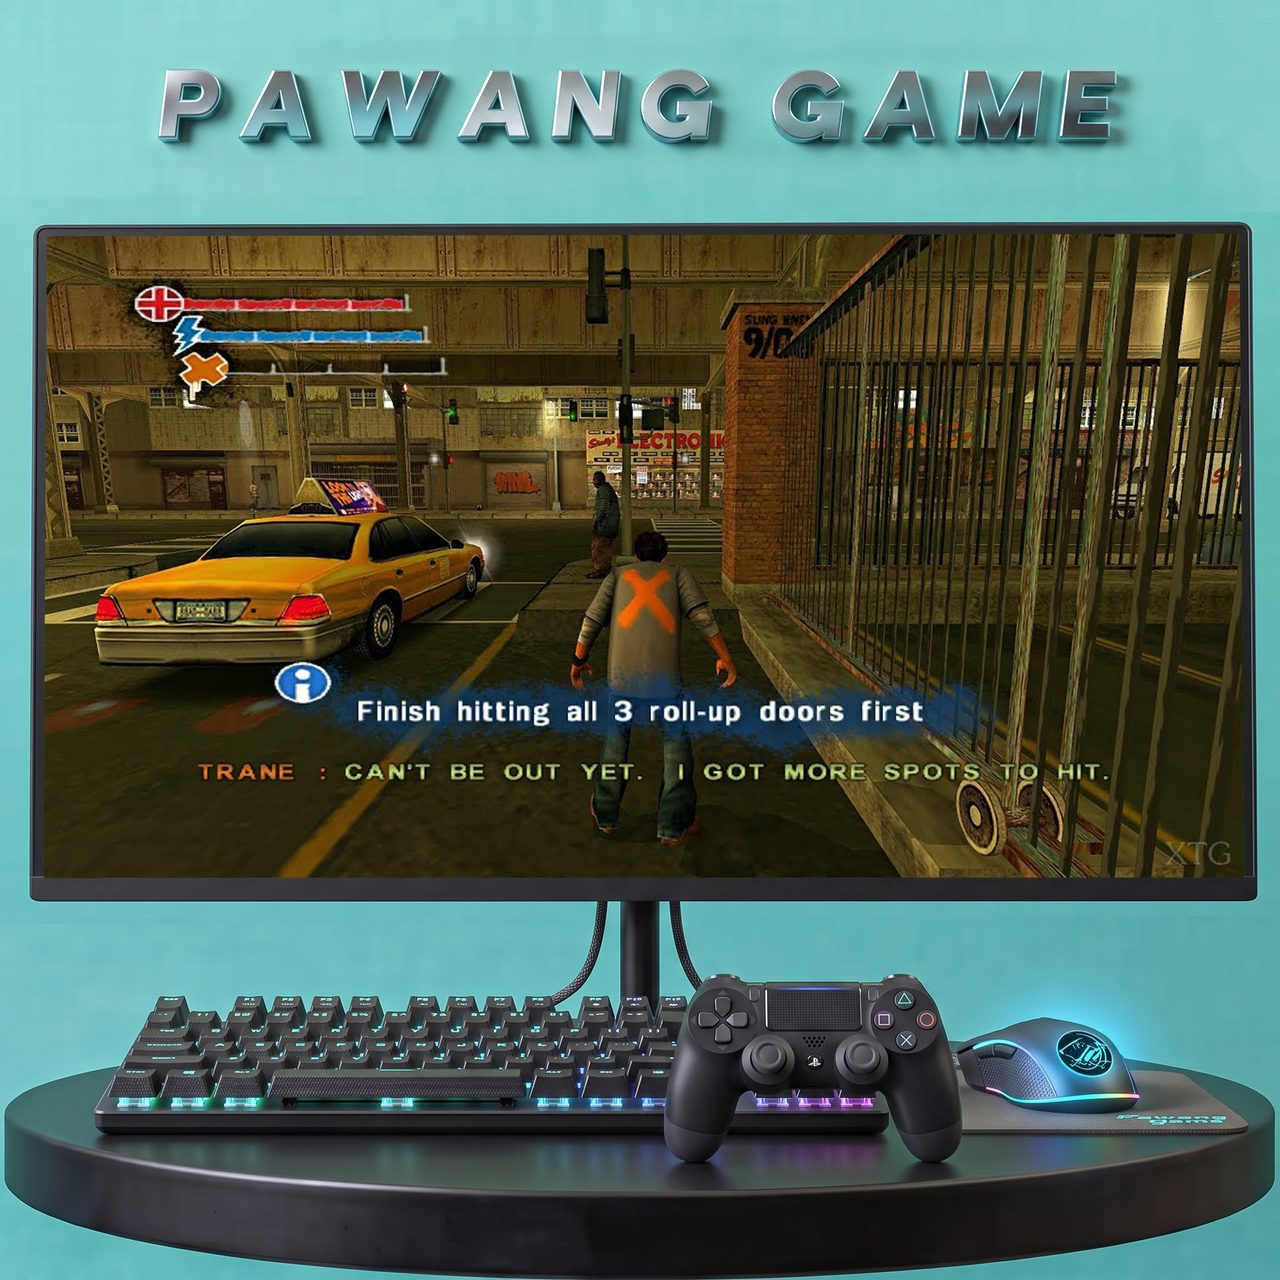 PAWANG GAME
SUNG
9/0
ELECTRONI
Finish hitting all 3 roll-up doors first
TRANE : CAN'T BE OUT YET. I GOT MORE SPOTS TO HIT.
XTG
Pawang
game